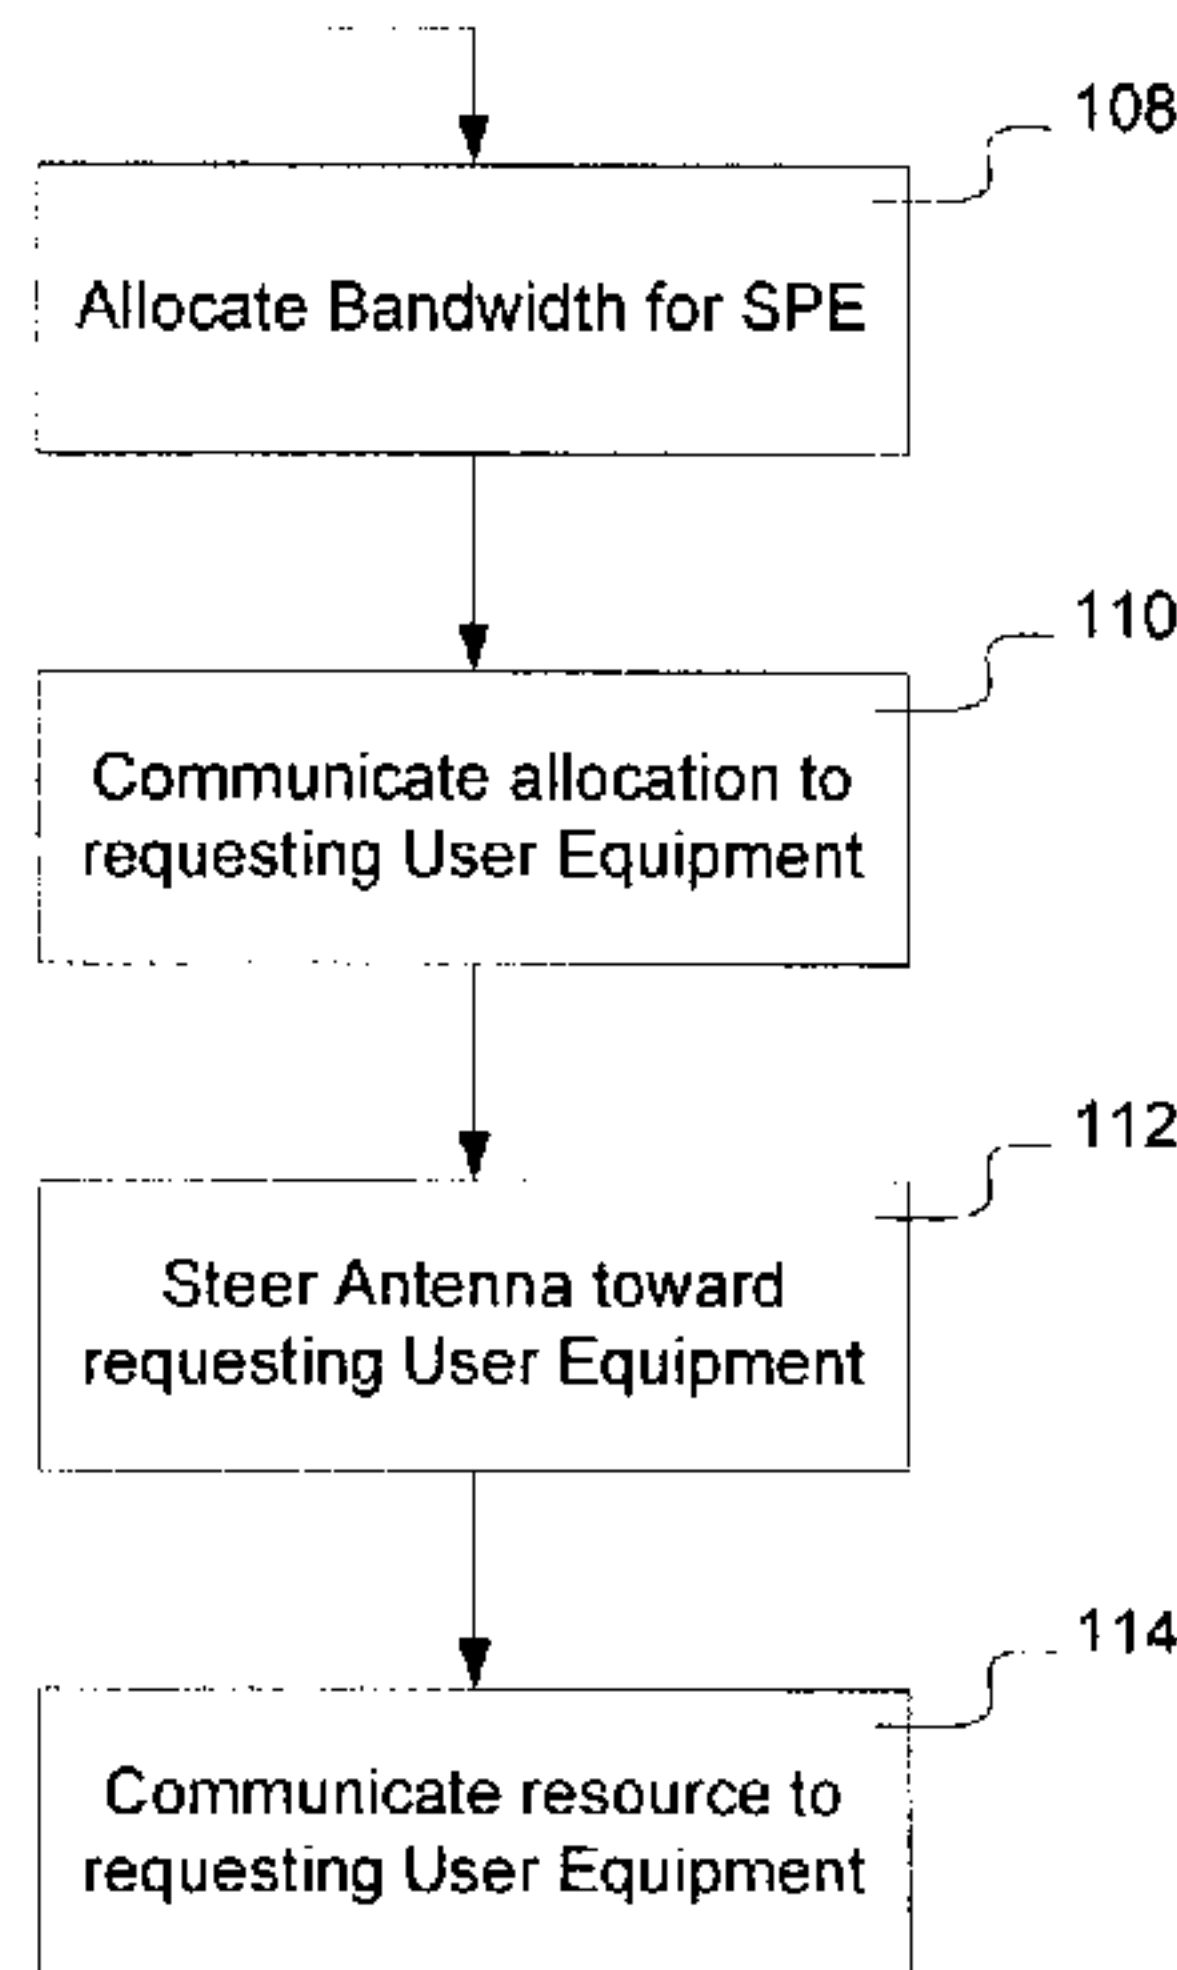 108
Allocate Bandwidth for SPE
110
Communicate allocation to
requesting User Equipment
112
Steer Antenna toward
requesting User Equipment
114
Communicate resource to
requesting User Equipment